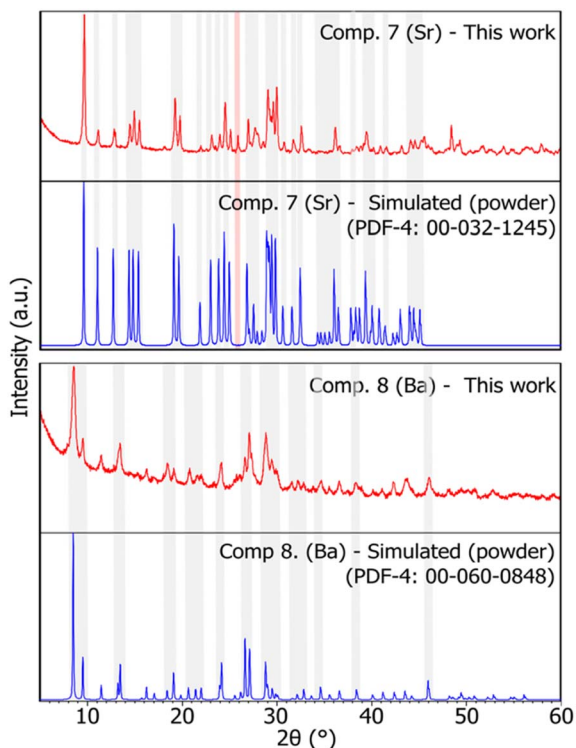 Comp. 7 (Sr) - This work
Comp. 7 (Sr) - Simulated (powder)
(PDF-4: 00-032-1245)
Intensity (a.u.)
Comp. 8 (Ba) - This work
Comp 8. (Ba) - Simulated (powder)
(PDF-4: 00-060-0848)
10 20 30 40 50 60
2θ (°)